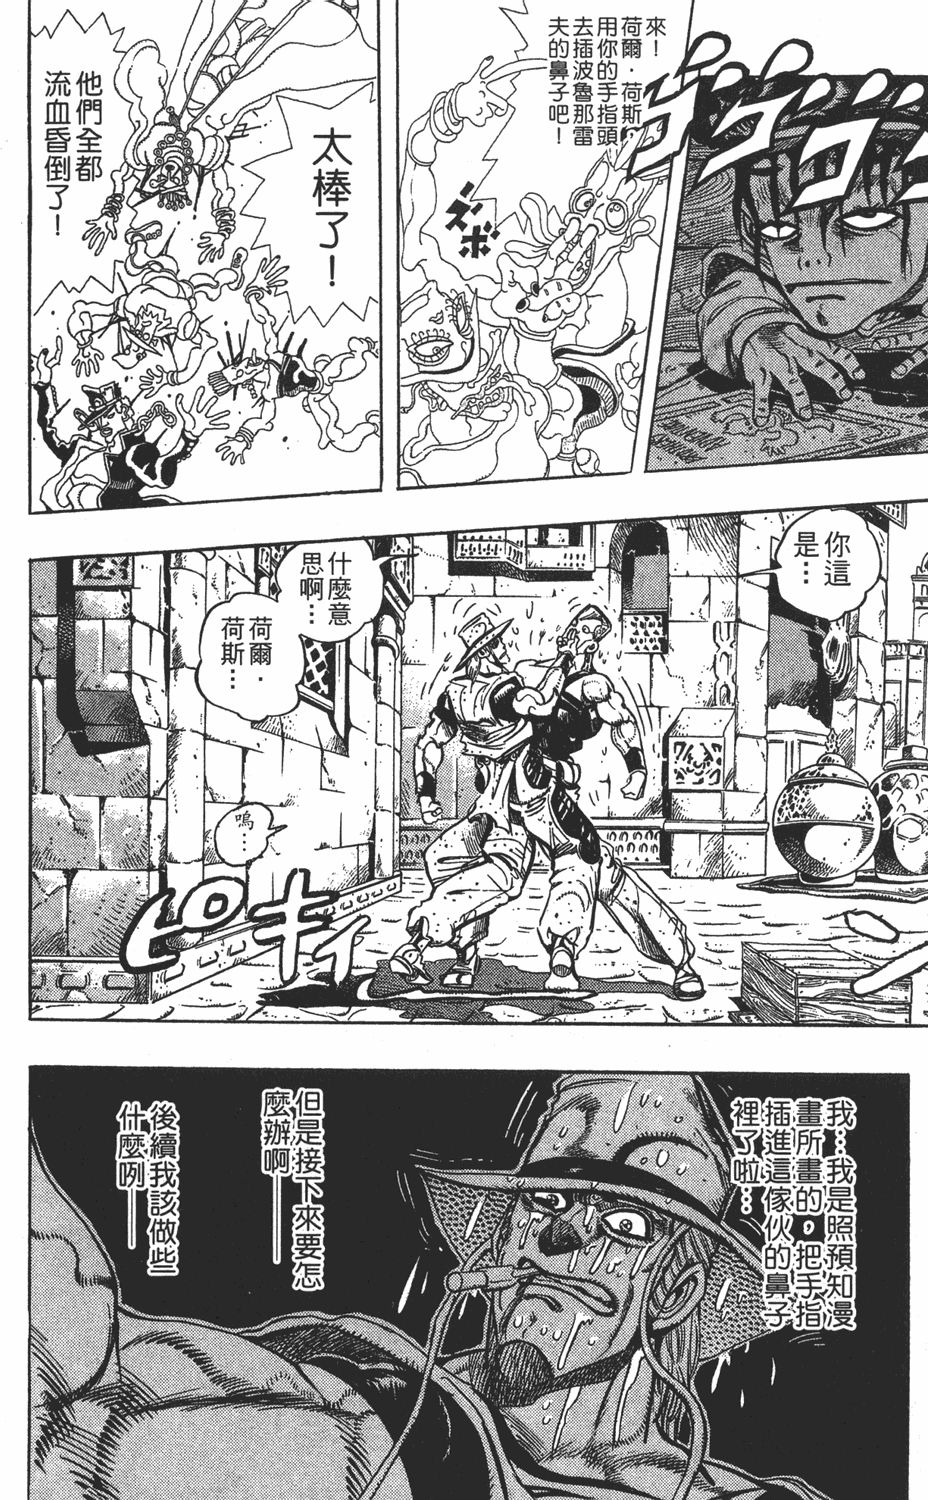 ゴゴゴゴ
來！
荷爾．荷斯，
用你的手指頭
去插波魯那雷
夫的鼻子吧！
ズボ
太棒了！
他們全都
流血昏倒了！
你這
是…
什麼意
思啊…
荷爾．
荷斯…
嗚…
ピキイーン
我…我是照預知漫
畫所畫的，把手指
插進這傢伙的鼻子
裡了啦…
但是接下來要怎
麼辦啊——
後續我該做些
什麼咧——